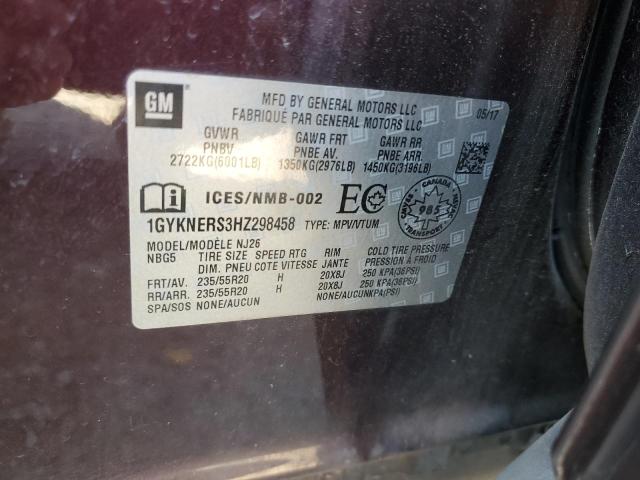 GM
MFD BY GENERAL MOTORS LLC 05/17
FABRIQUÉ PAR GENERAL MOTORS LLC
GVWR GAWR FRT GAWR RR
PNBV PNBE AV. PNBE ARR.
2722KG(6001LB) 1350KG(2976LB) 1450KG(3196LB)
ICES/NMB-002 EC
CANADA
985
TRANSPORT
1GYKNERS3HZ298458 TYPE: MPV/VTUM
MODEL/MODÈLE NJ26
NBG5 TIRE SIZE SPEED RTG RIM COLD TIRE PRESSURE
DIM. PNEU COTE VITESSE JANTE PRESSION À FROID
FRT/AV. 235/55R20 H 20X8J 250 KPA(36PSI)
RR/ARR. 235/55R20 H 20X8J 250 KPA(36PSI)
SPA/SOS NONE/AUCUN NONE/AUCUNKPA(PSI)